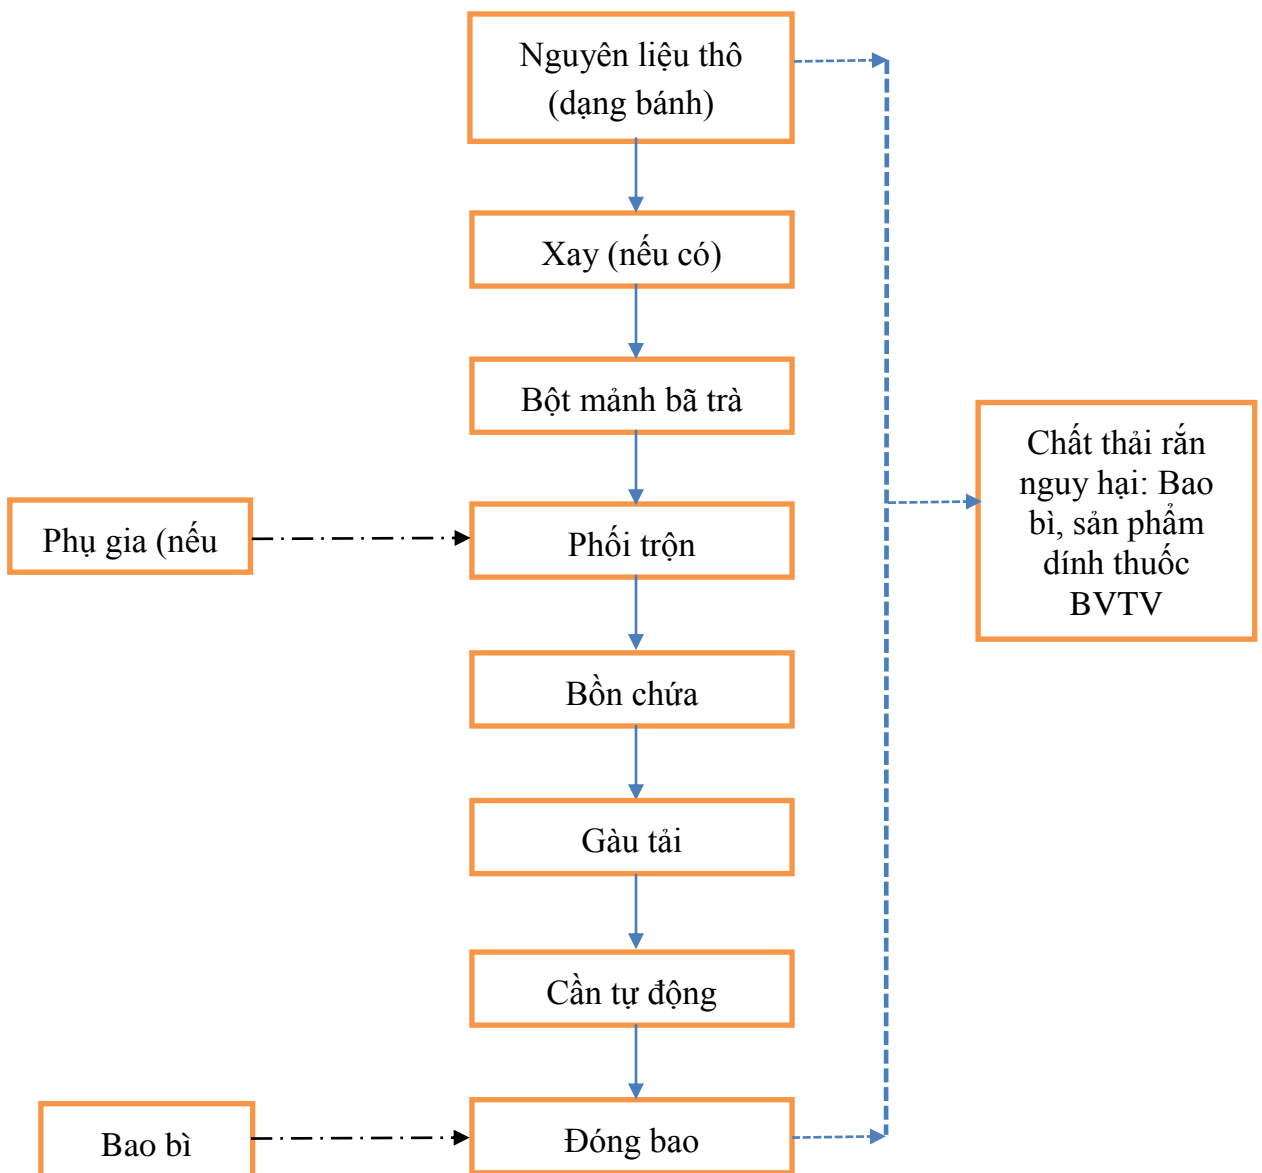 Nguyên liệu thô
(dạng bánh)
Xay (nếu có)
Bột mảnh bã trà
Phụ gia (nếu
Phối trộn
Chất thải rắn
nguy hại: Bao
bì, sản phẩm
dính thuốc
BVTV
Bồn chứa
Gàu tải
Cần tự động
Bao bì
Đóng bao